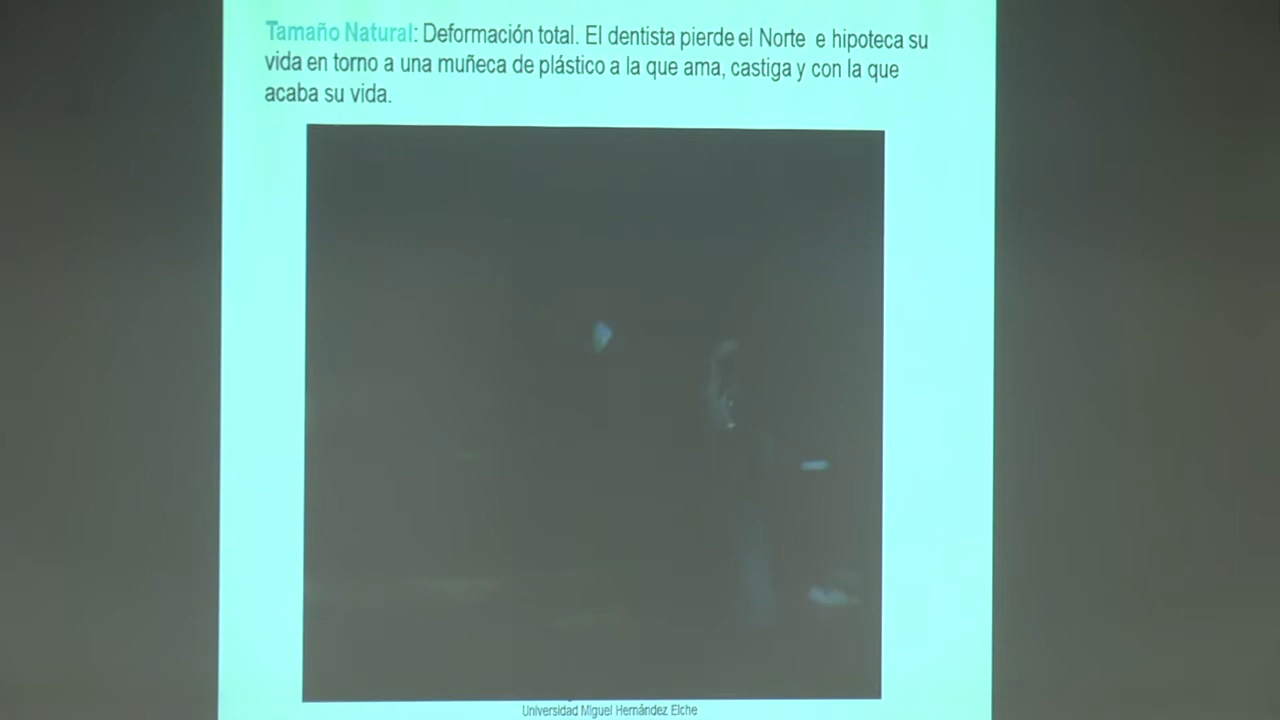 Tamaño Natural: Deformación total. El dentista pierde el Norte e hipoteca su
vida en torno a una muñeca de plástico a la que ama, castiga y con la que
acaba su vida.
Universidad Miguel Hernández Elche